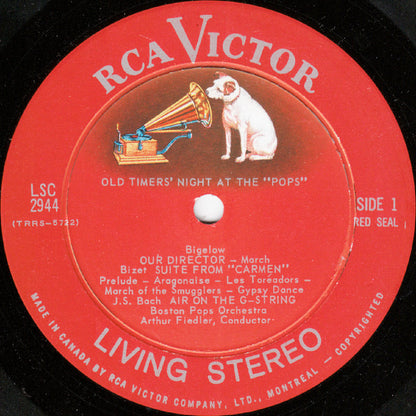 RCA VICTOR
OLD TIMERS' NIGHT AT THE "POPS"
LSC
2944
(TRRS-5722)
SIDE 1
RED SEAL
Bigelow
OUR DIRECTOR – March
Bizet SUITE FROM "CARMEN"
Prelude – Aragonaise – Les Toréadors –
March of the Smugglers – Gypsy Dance
J.S. Bach AIR ON THE G-STRING
Boston Pops Orchestra
Arthur Fiedler, Conductor
LIVING STEREO
MADE IN CANADA BY RCA VICTOR COMPANY, LTD., MONTREAL –